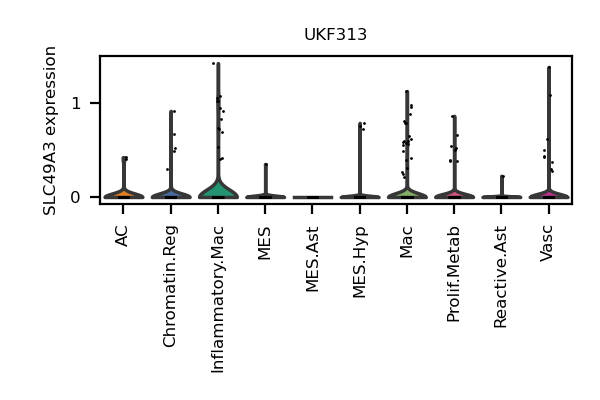 UKF313
SLC49A3 expression
1
0
AC
Chromatin.Reg
Inflammatory.Mac
MES
MES.Ast
MES.Hyp
Mac
Prolif.Metab
Reactive.Ast
Vasc